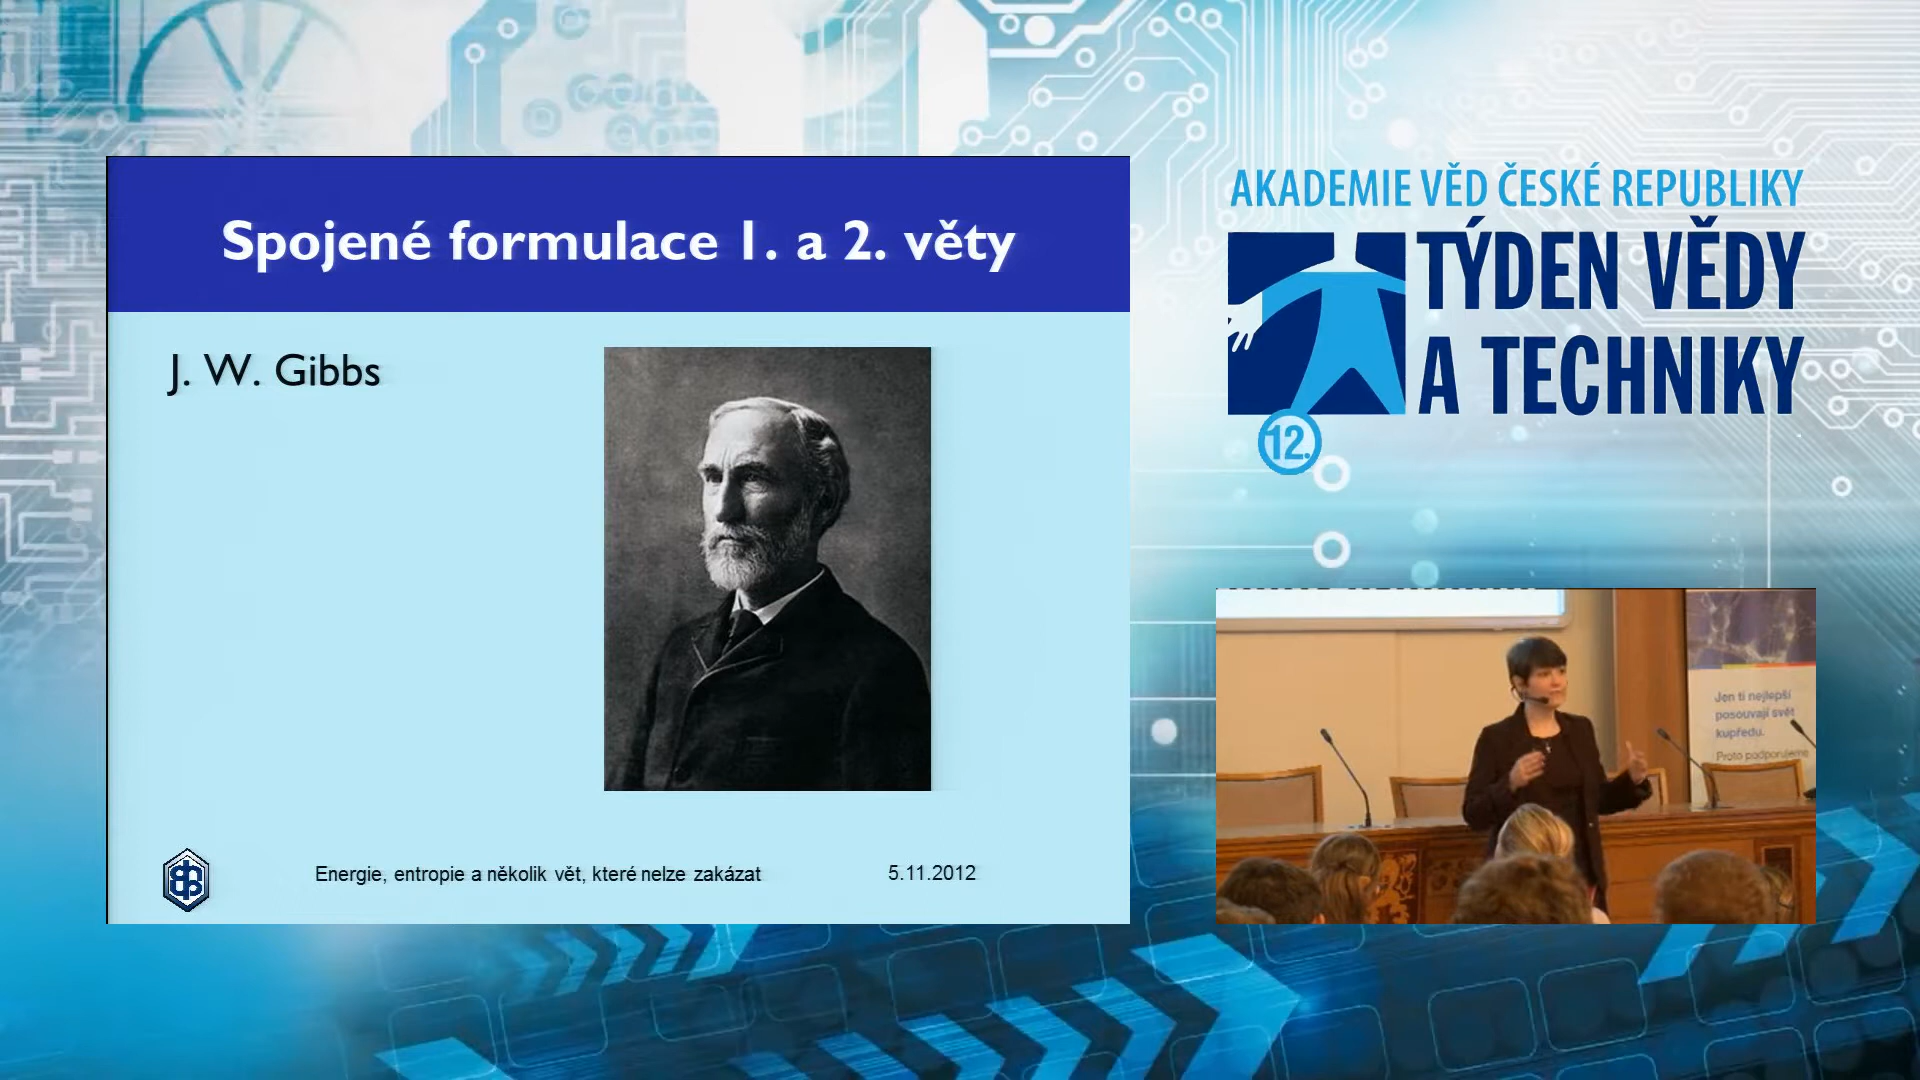 Spojené formulace 1. a 2. věty
J. W. Gibbs
Energie, entropie a několik vět, které nelze zakázat
5.11.2012
AKADEMIE VĚD ČESKÉ REPUBLIKY
TÝDEN VĚDY
A TECHNIKY
12.
Jen ti nejlepší
posouvají svět
kupředu.
Proto podporujeme